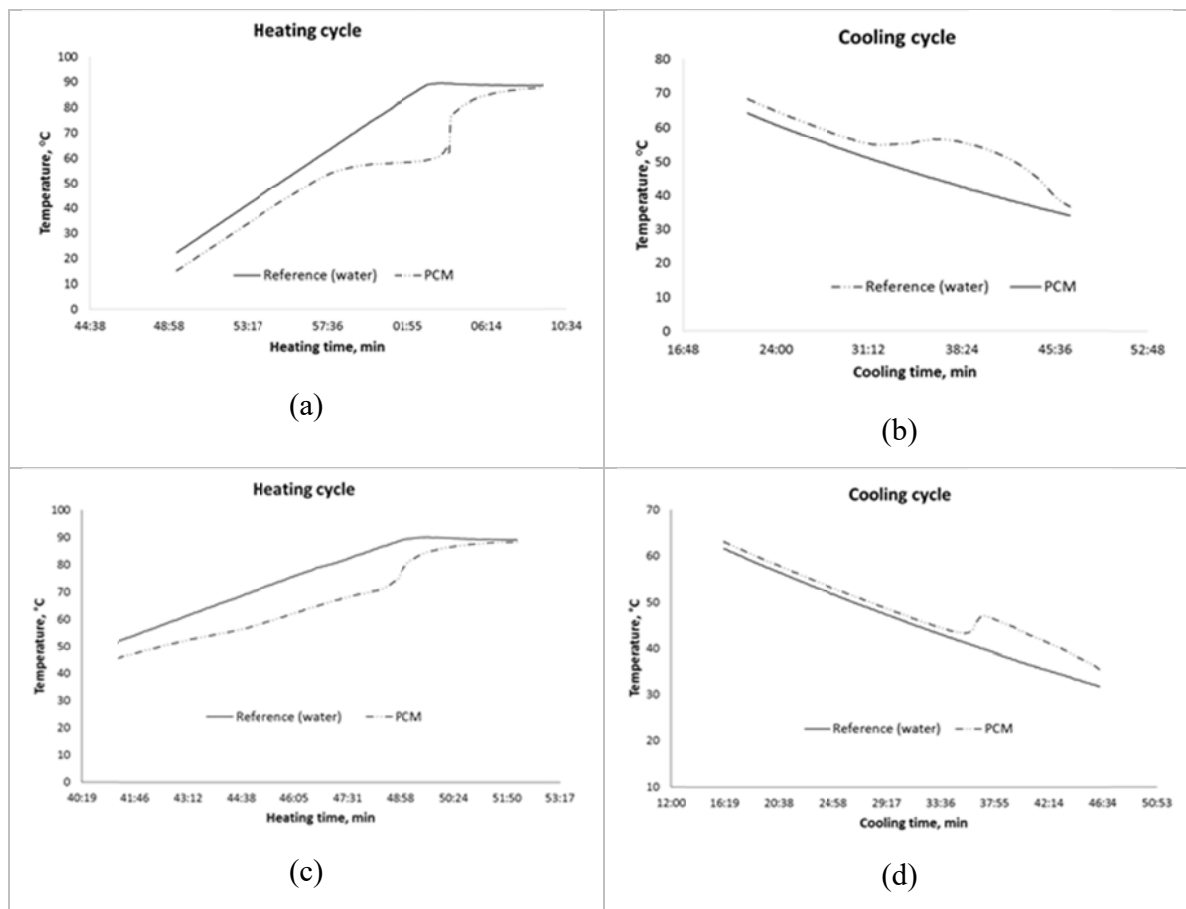 Heating cycle
100
90
80
70
60
50
40
30
20
10
0
Temperature, °C
Reference (water) PCM
44:38 48:58 53:17 57:36 01:55 06:14 10:34
Heating time, min
(a)
Cooling cycle
80
70
60
50
40
30
20
10
0
Temperature, °C
Reference (water) PCM
16:48 24:00 31:12 38:24 45:36 52:48
Cooling time, min
(b)
Heating cycle
100
90
80
70
60
50
40
30
20
10
0
Temperature, °C
Reference (water) PCM
40:19 41:46 43:12 44:38 46:05 47:31 48:58 50:24 51:50 53:17
Heating time, min
(c)
Cooling cycle
70
60
50
40
30
20
10
Temperature, °C
Reference (water) PCM
12:00 16:19 20:38 24:58 29:17 33:36 37:55 42:14 46:34 50:53
Cooling time, min
(d)